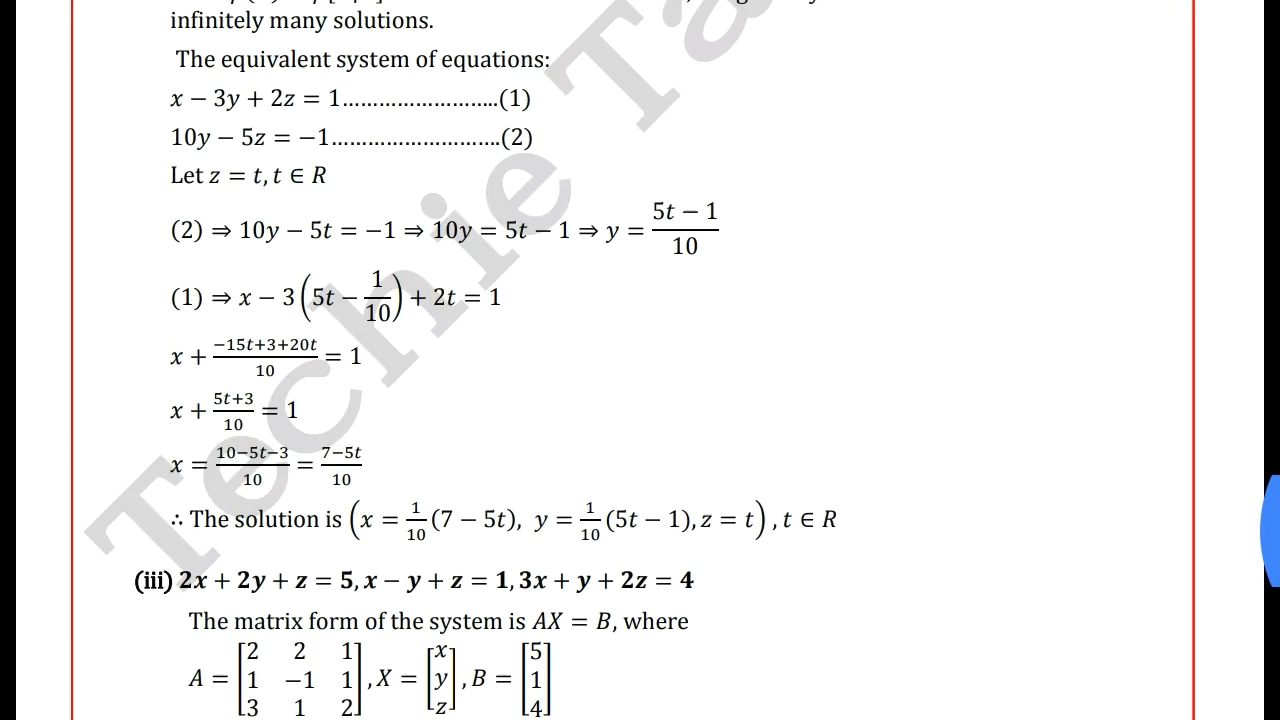 infinitely many solutions.
The equivalent system of equations:
x − 3y + 2z = 1……………………..(1)
10y − 5z = −1……………………….(2)
Let z = t, t ∈ R
(2) ⇒ 10y − 5t = −1 ⇒ 10y = 5t − 1 ⇒ y = (5t − 1)/10
(1) ⇒ x − 3(5t − 1/10) + 2t = 1
x + (−15t+3+20t)/10 = 1
x + (5t+3)/10 = 1
x = (10−5t−3)/10 = (7−5t)/10
∴ The solution is (x = 1/10 (7 − 5t), y = 1/10 (5t − 1), z = t), t ∈ R
(iii) 2x + 2y + z = 5, x − y + z = 1, 3x + y + 2z = 4
The matrix form of the system is AX = B, where
A = [2 2 1; 1 −1 1; 3 1 2], X = [x; y; z], B = [5; 1; 4]
Techie Ta